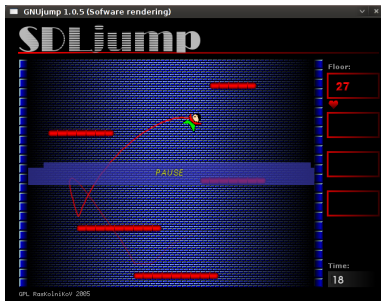 GNUjump 1.0.5 (Sofware rendering)
SDLjump
Floor:
27
PAUSE
Time:
18
GPL RasKolniKoV 2005